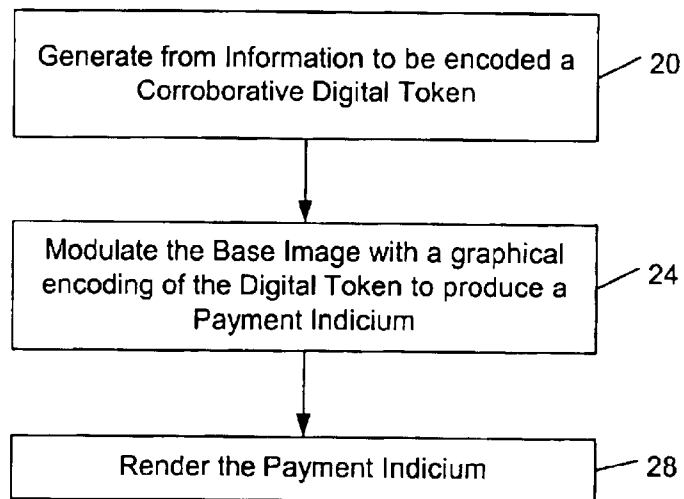 Generate from Information to be encoded a
Corroborative Digital Token
20
Modulate the Base Image with a graphical
encoding of the Digital Token to produce a
Payment Indicium
24
Render the Payment Indicium
28